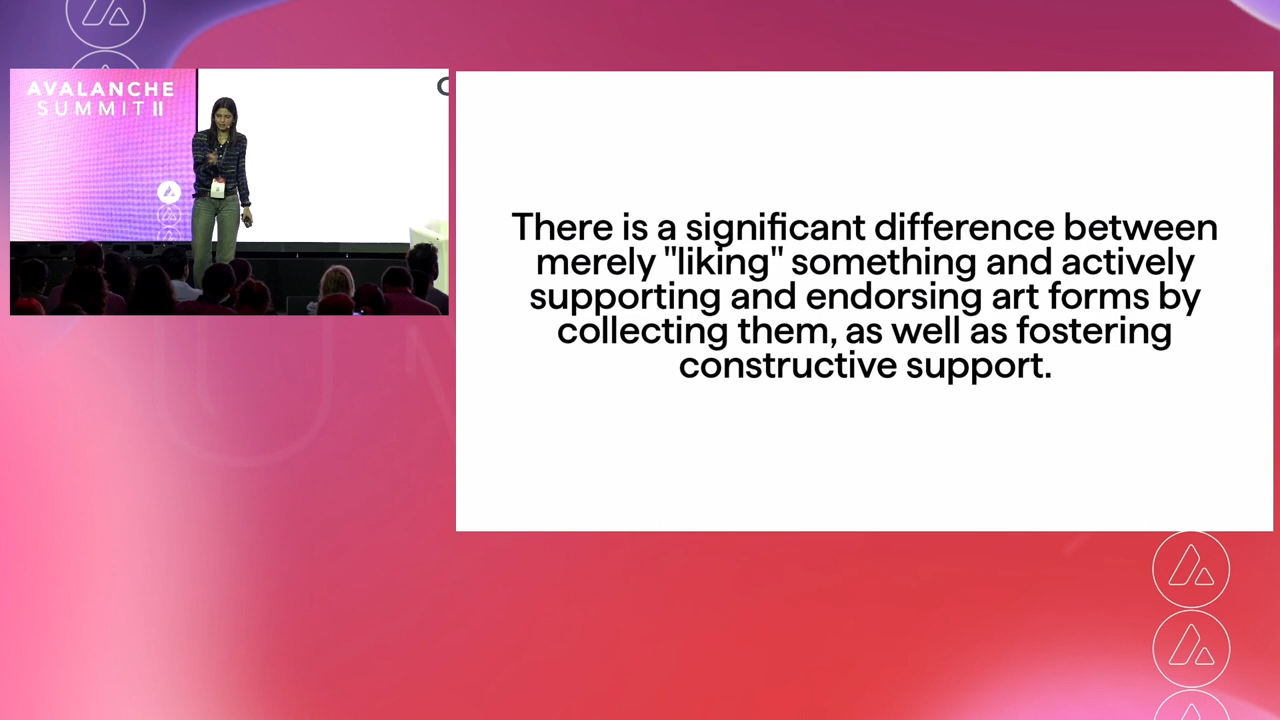 AVALANCHE
SUMMIT II
There is a significant difference between
merely "liking" something and actively
supporting and endorsing art forms by
collecting them, as well as fostering
constructive support.